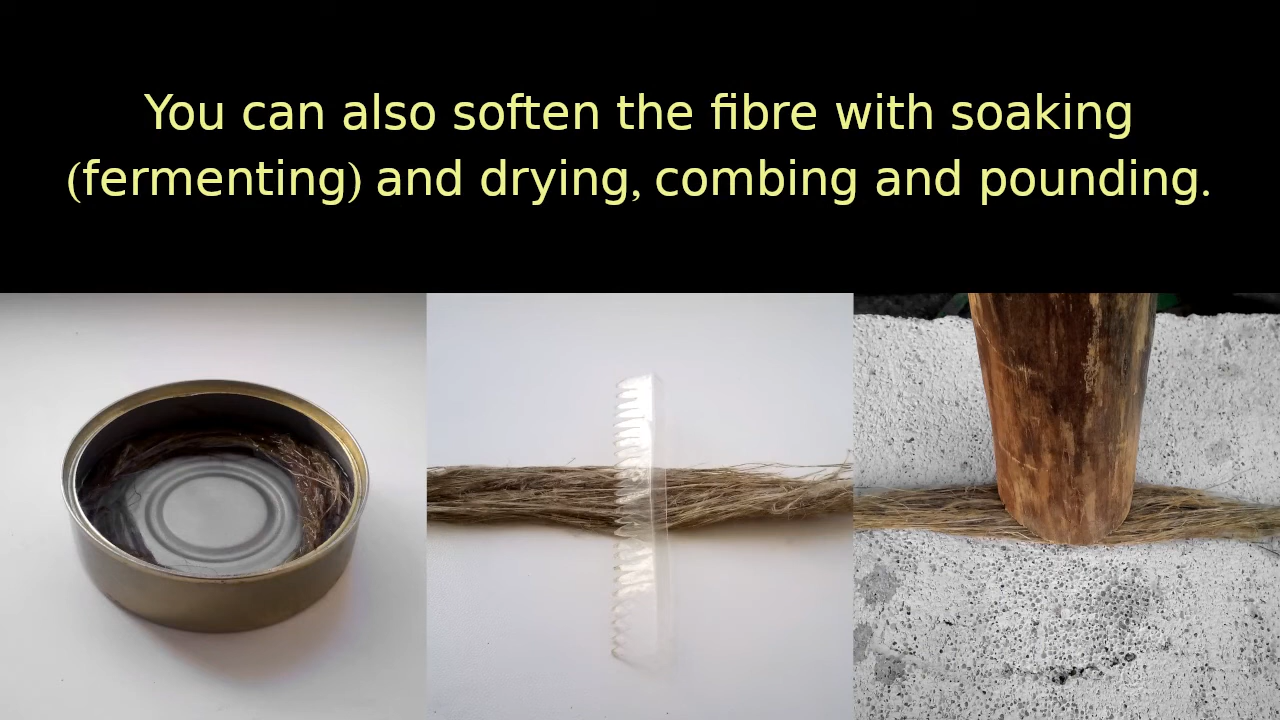 You can also soften the fibre with soaking
(fermenting) and drying, combing and pounding.